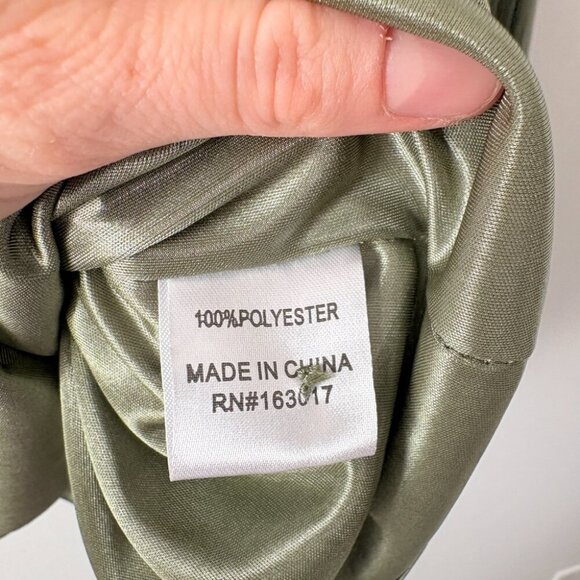 100%POLYESTER
MADE IN CHINA
RN#163017